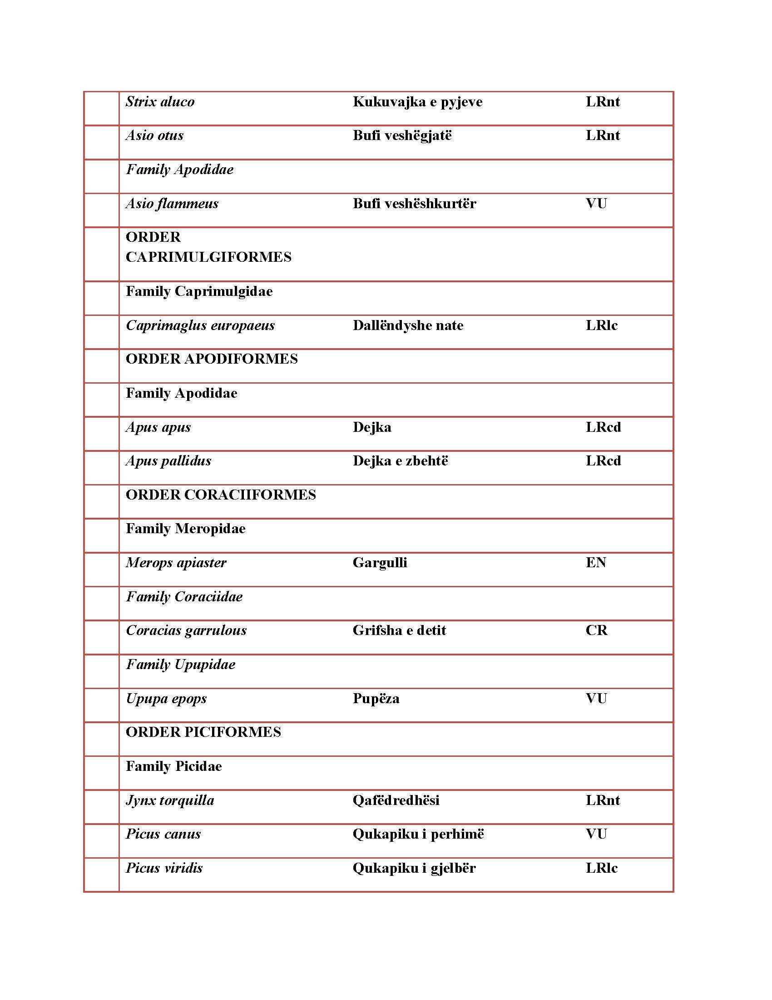 Strix aluco Kukuvajka e pyjeve LRnt
Asio otus Bufi veshëgjatë LRnt
Family Apodidae
Asio flammeus Bufi veshëshkurtër VU
ORDER
CAPRIMULGIFORMES
Family Caprimulgidae
Caprimaglus europaeus Dallëndyshe nate LRlc
ORDER APODIFORMES
Family Apodidae
Apus apus Dejka LRcd
Apus pallidus Dejka e zbehtë LRcd
ORDER CORACIIFORMES
Family Meropidae
Merops apiaster Gargulli EN
Family Coraciidae
Coracias garrulous Grifsha e detit CR
Family Upupidae
Upupa epops Pupëza VU
ORDER PICIFORMES
Family Picidae
Jynx torquilla Qafëdredhësi LRnt
Picus canus Qukapiku i perhimë VU
Picus viridis Qukapiku i gjelbër LRlc